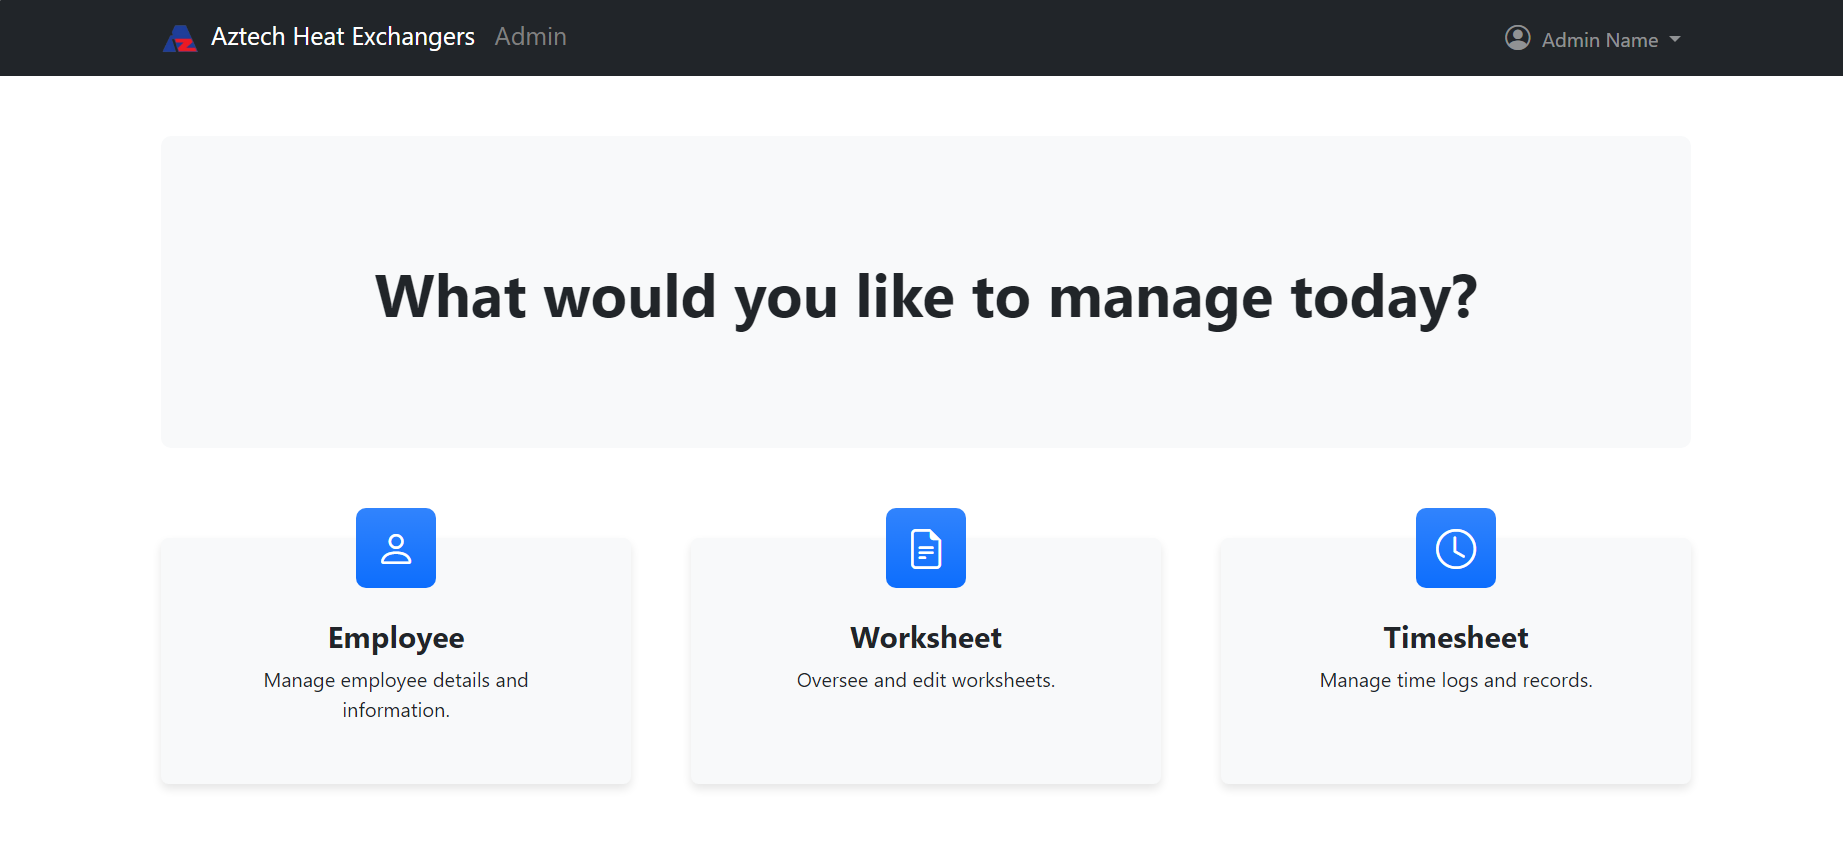 Aztech Heat Exchangers Admin
Admin Name
What would you like to manage today?
Employee
Manage employee details and
information.
Worksheet
Oversee and edit worksheets.
Timesheet
Manage time logs and records.